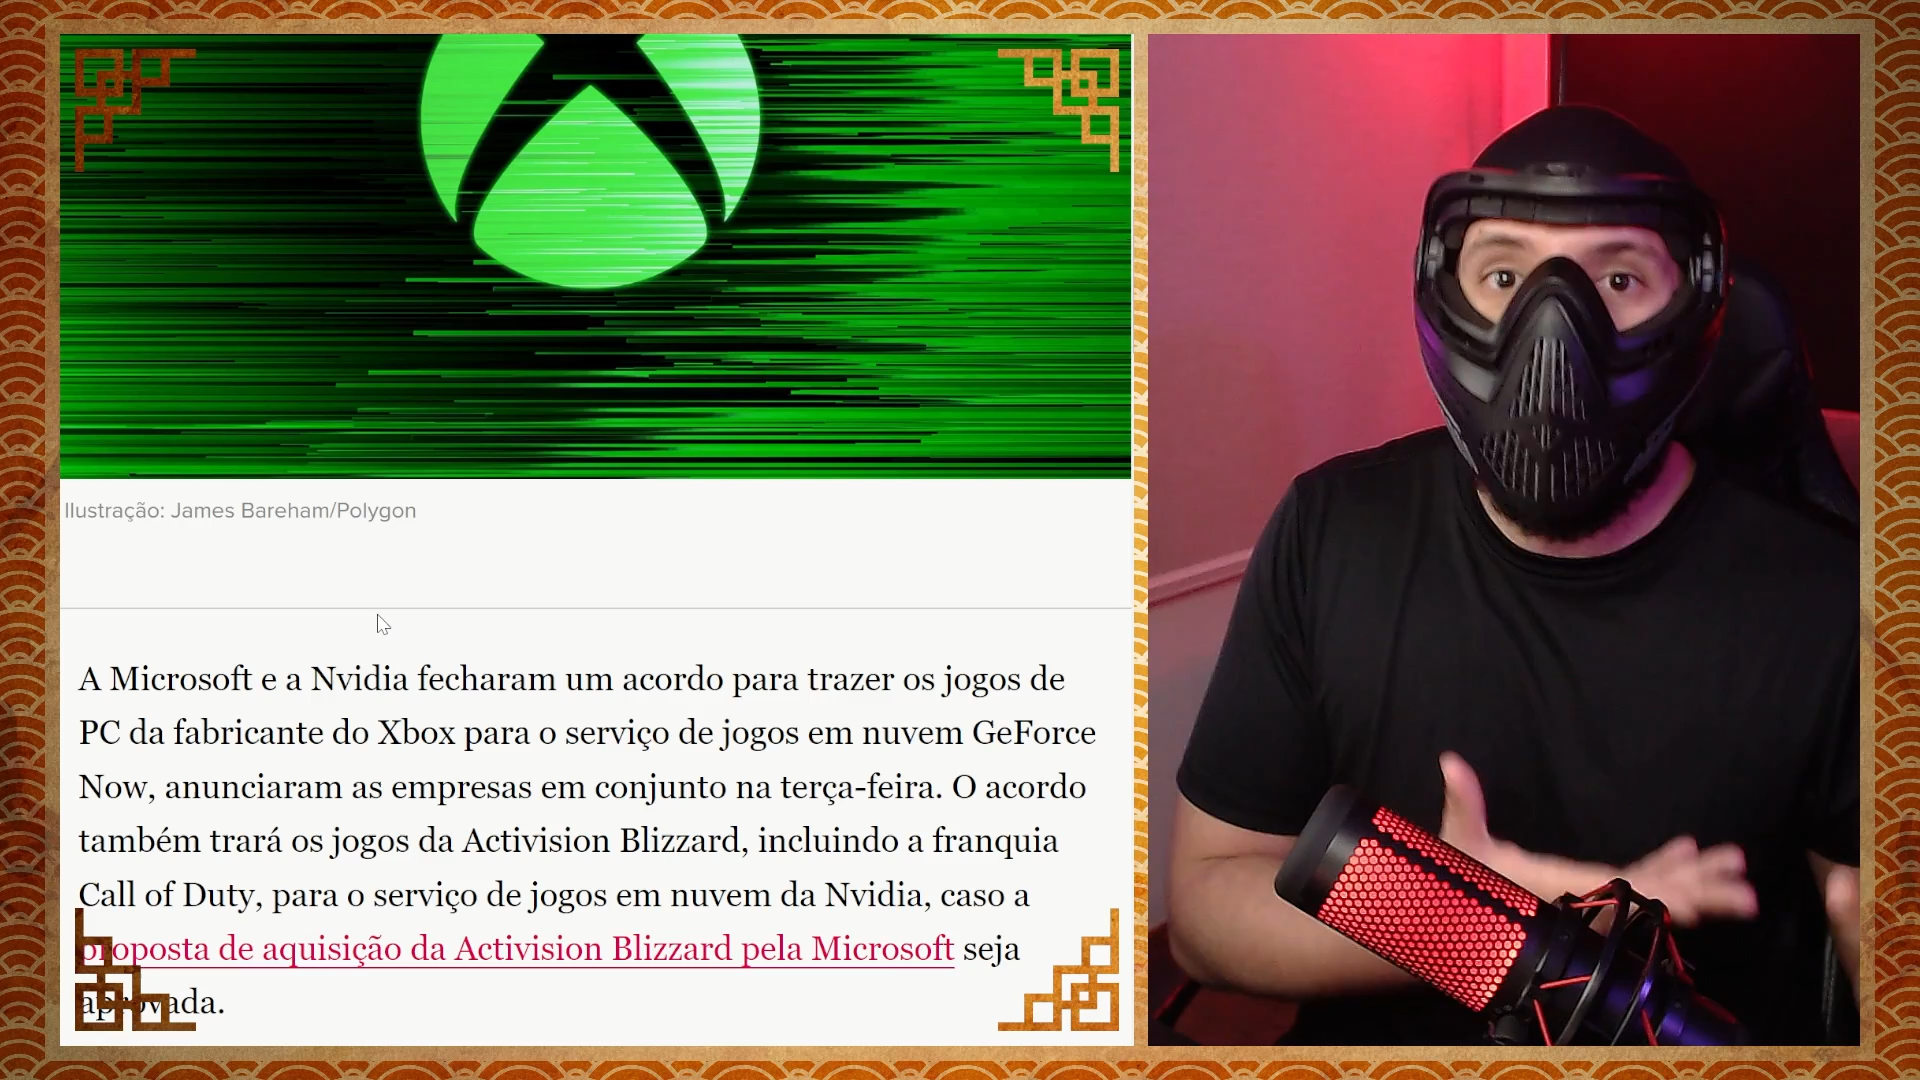 Ilustração: James Bareham/Polygon
A Microsoft e a Nvidia fecharam um acordo para trazer os jogos de
PC da fabricante do Xbox para o serviço de jogos em nuvem GeForce
Now, anunciaram as empresas em conjunto na terça-feira. O acordo
também trará os jogos da Activision Blizzard, incluindo a franquia
Call of Duty, para o serviço de jogos em nuvem da Nvidia, caso a
proposta de aquisição da Activision Blizzard pela Microsoft seja
aprovada.